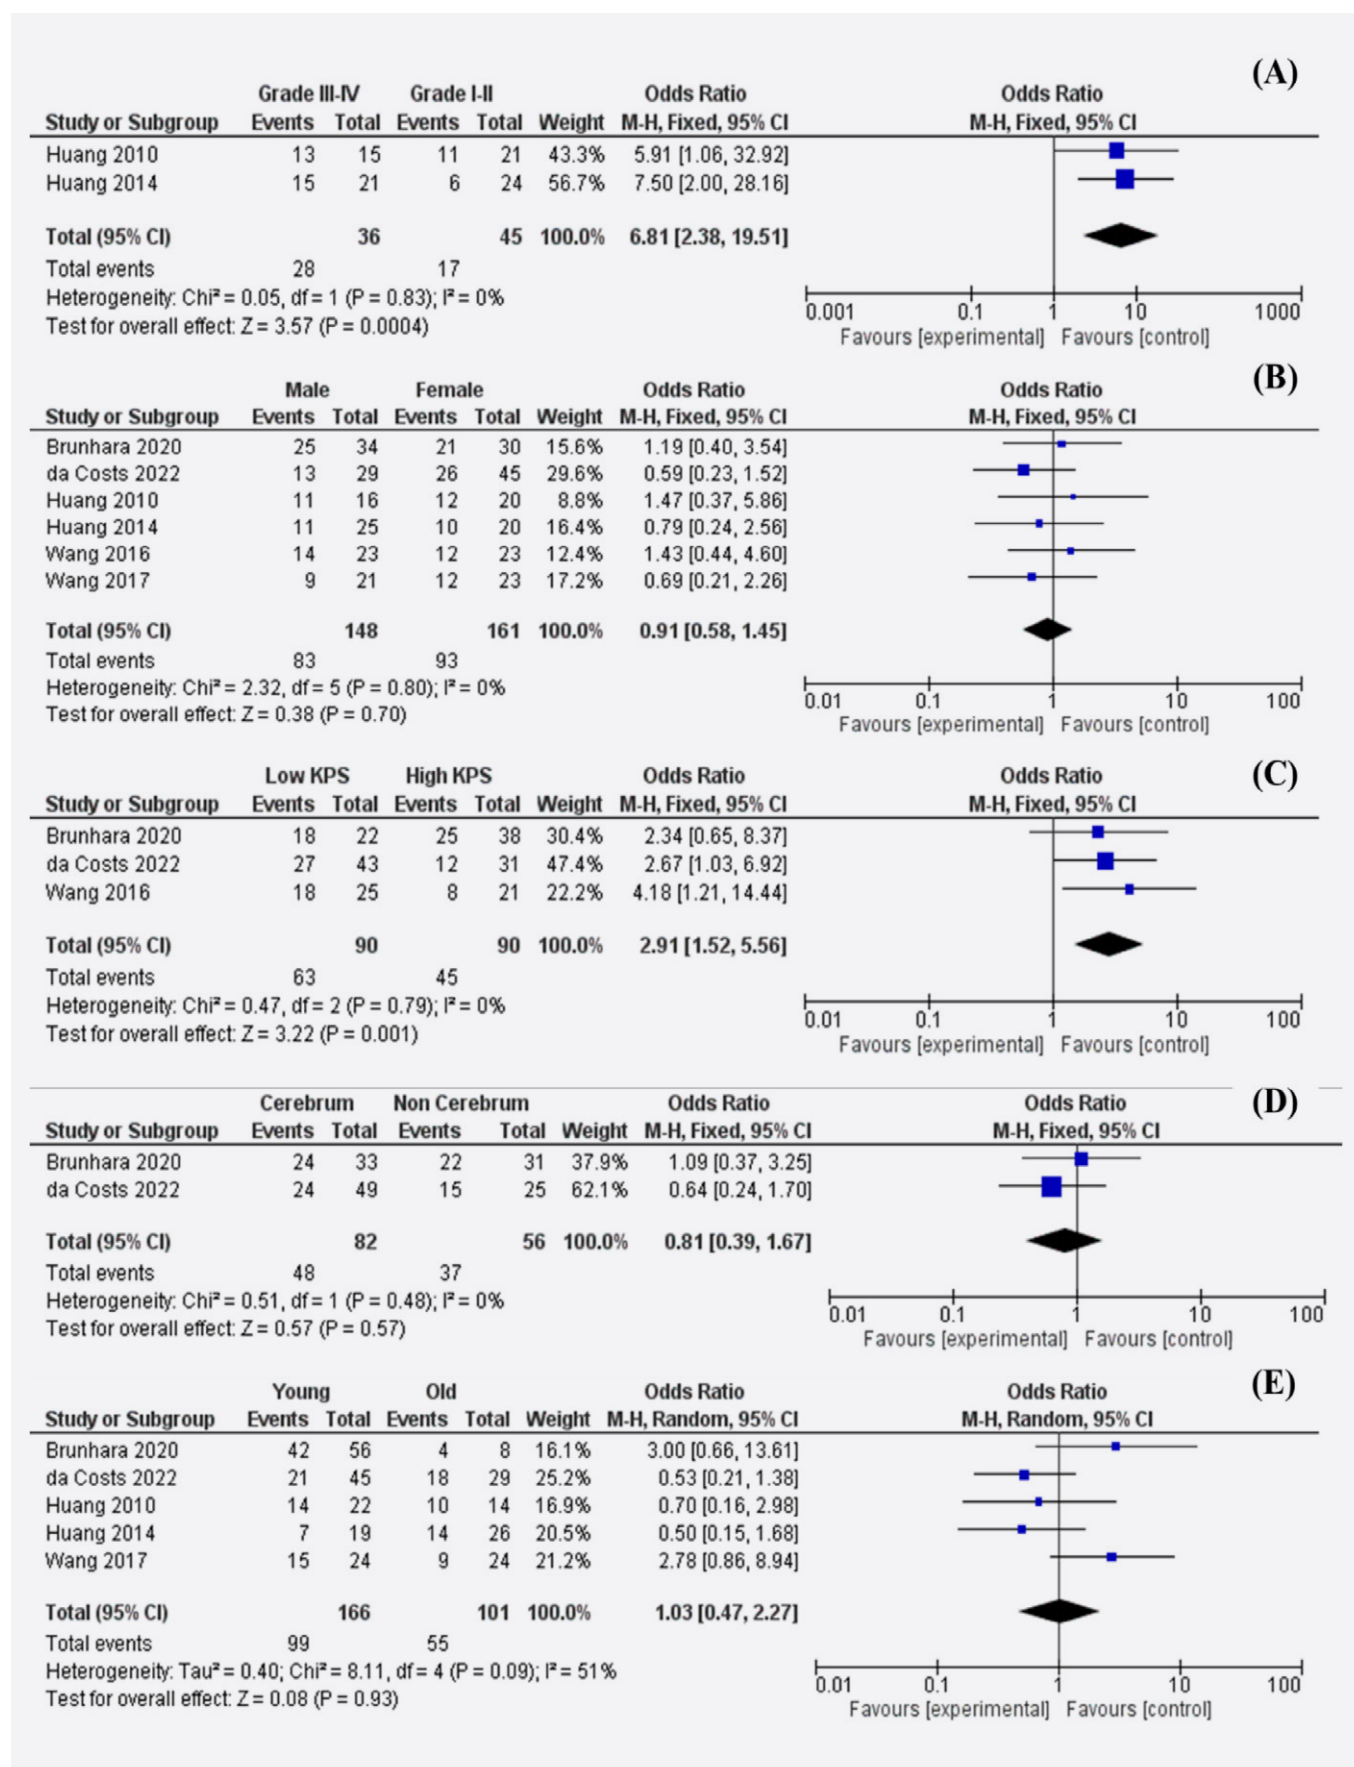 (A)
Grade III-IV Grade I-II Odds Ratio Odds Ratio
Study or Subgroup Events Total Events Total Weight M-H, Fixed, 95% CI M-H, Fixed, 95% CI
Huang 2010 13 15 11 21 43.3% 5.91 [1.06, 32.92]
Huang 2014 15 21 6 24 56.7% 7.50 [2.00, 28.16]
Total (95% CI) 36 45 100.0% 6.81 [2.38, 19.51]
Total events 28 17
Heterogeneity: Chi² = 0.05, df = 1 (P = 0.83); I² = 0%
Test for overall effect: Z = 3.57 (P = 0.0004)
0.001 0.1 1 10 1000
Favours [experimental] Favours [control]
(B)
Male Female Odds Ratio Odds Ratio
Study or Subgroup Events Total Events Total Weight M-H, Fixed, 95% CI M-H, Fixed, 95% CI
Brunhara 2020 25 34 21 30 15.6% 1.19 [0.40, 3.54]
da Costs 2022 13 29 26 45 29.6% 0.59 [0.23, 1.52]
Huang 2010 11 16 12 20 8.8% 1.47 [0.37, 5.86]
Huang 2014 11 25 10 20 16.4% 0.79 [0.24, 2.56]
Wang 2016 14 23 12 23 12.4% 1.43 [0.44, 4.60]
Wang 2017 9 21 12 23 17.2% 0.69 [0.21, 2.26]
Total (95% CI) 148 161 100.0% 0.91 [0.58, 1.45]
Total events 83 93
Heterogeneity: Chi² = 2.32, df = 5 (P = 0.80); I² = 0%
Test for overall effect: Z = 0.38 (P = 0.70)
0.01 0.1 1 10 100
Favours [experimental] Favours [control]
(C)
Low KPS High KPS Odds Ratio Odds Ratio
Study or Subgroup Events Total Events Total Weight M-H, Fixed, 95% CI M-H, Fixed, 95% CI
Brunhara 2020 18 22 25 38 30.4% 2.34 [0.65, 8.37]
da Costs 2022 27 43 12 31 47.4% 2.67 [1.03, 6.92]
Wang 2016 18 25 8 21 22.2% 4.18 [1.21, 14.44]
Total (95% CI) 90 90 100.0% 2.91 [1.52, 5.56]
Total events 63 45
Heterogeneity: Chi² = 0.47, df = 2 (P = 0.79); I² = 0%
Test for overall effect: Z = 3.22 (P = 0.001)
0.01 0.1 1 10 100
Favours [experimental] Favours [control]
(D)
Cerebrum Non Cerebrum Odds Ratio Odds Ratio
Study or Subgroup Events Total Events Total Weight M-H, Fixed, 95% CI M-H, Fixed, 95% CI
Brunhara 2020 24 33 22 31 37.9% 1.09 [0.37, 3.25]
da Costs 2022 24 49 15 25 62.1% 0.64 [0.24, 1.70]
Total (95% CI) 82 56 100.0% 0.81 [0.39, 1.67]
Total events 48 37
Heterogeneity: Chi² = 0.51, df = 1 (P = 0.48); I² = 0%
Test for overall effect: Z = 0.57 (P = 0.57)
0.01 0.1 1 10 100
Favours [experimental] Favours [control]
(E)
Young Old Odds Ratio Odds Ratio
Study or Subgroup Events Total Events Total Weight M-H, Random, 95% CI M-H, Random, 95% CI
Brunhara 2020 42 56 4 8 16.1% 3.00 [0.66, 13.61]
da Costs 2022 21 45 18 29 25.2% 0.53 [0.21, 1.38]
Huang 2010 14 22 10 14 16.9% 0.70 [0.16, 2.98]
Huang 2014 7 19 14 26 20.5% 0.50 [0.15, 1.68]
Wang 2017 15 24 9 24 21.2% 2.78 [0.86, 8.94]
Total (95% CI) 166 101 100.0% 1.03 [0.47, 2.27]
Total events 99 55
Heterogeneity: Tau² = 0.40; Chi² = 8.11, df = 4 (P = 0.09); I² = 51%
Test for overall effect: Z = 0.08 (P = 0.93)
0.01 0.1 1 10 100
Favours [experimental] Favours [control]